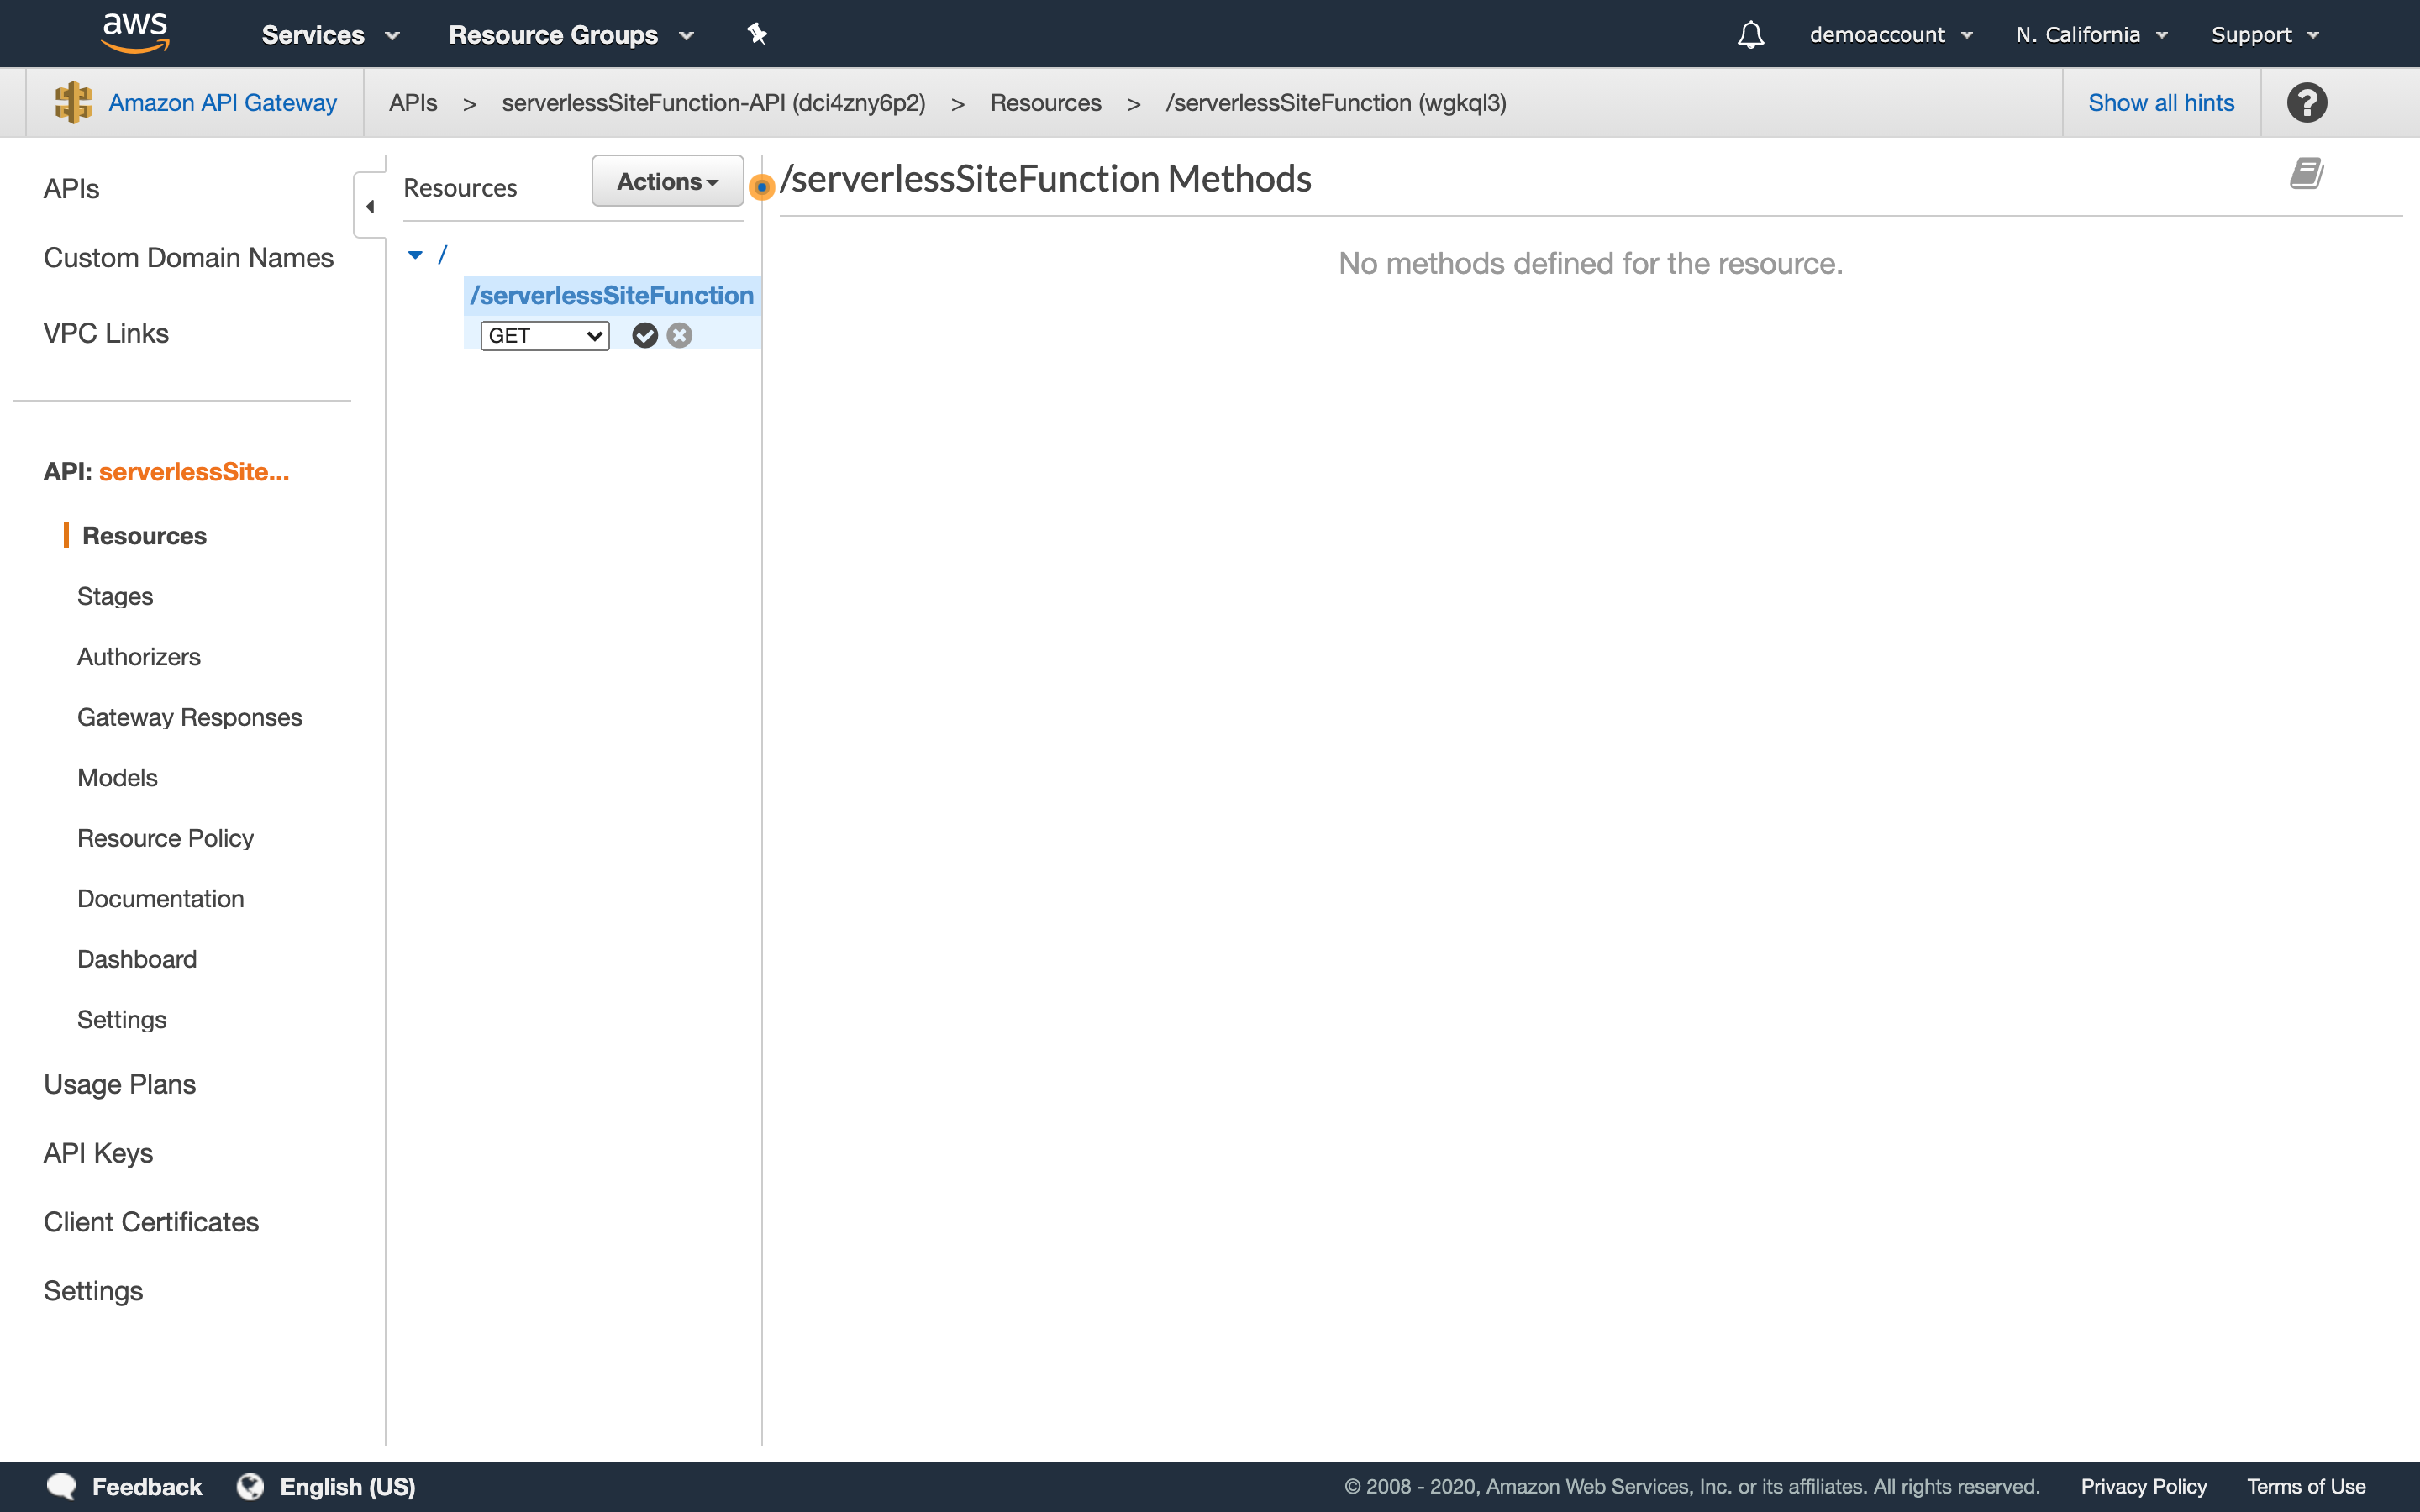 aws Services Resource Groups demoaccount N. California Support
Amazon API Gateway APIs > serverlessSiteFunction-API (dci4zny6p2) > Resources > /serverlessSiteFunction (wgkql3) Show all hints ?
APIs
Custom Domain Names
VPC Links
API: serverlessSite...
Resources
Stages
Authorizers
Gateway Responses
Models
Resource Policy
Documentation
Dashboard
Settings
Usage Plans
API Keys
Client Certificates
Settings
Resources Actions
/
/serverlessSiteFunction
GET
/serverlessSiteFunction Methods
No methods defined for the resource.
Feedback English (US) © 2008 - 2020, Amazon Web Services, Inc. or its affiliates. All rights reserved. Privacy Policy Terms of Use